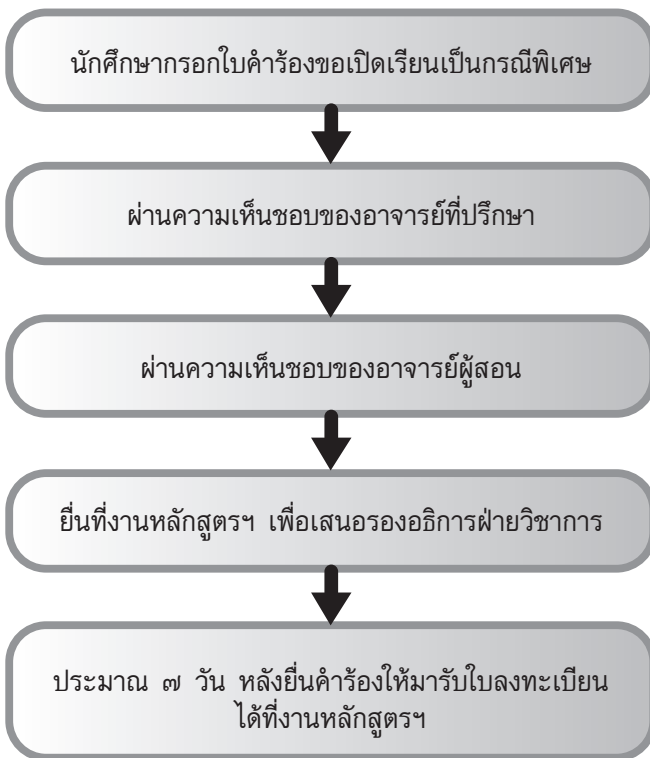 นักศึกษากรอกใบคำร้องขอเปิดเรียนเป็นกรณีพิเศษ
ผ่านความเห็นชอบของอาจารย์ที่ปรึกษา
ผ่านความเห็นชอบของอาจารย์ผู้สอน
ยื่นที่งานหลักสูตรฯ เพื่อเสนอรองอธิการฝ่ายวิชาการ
ประมาณ ๗ วัน หลังยื่นคำร้องให้มารับใบลงทะเบียน
ได้ที่งานหลักสูตรฯ